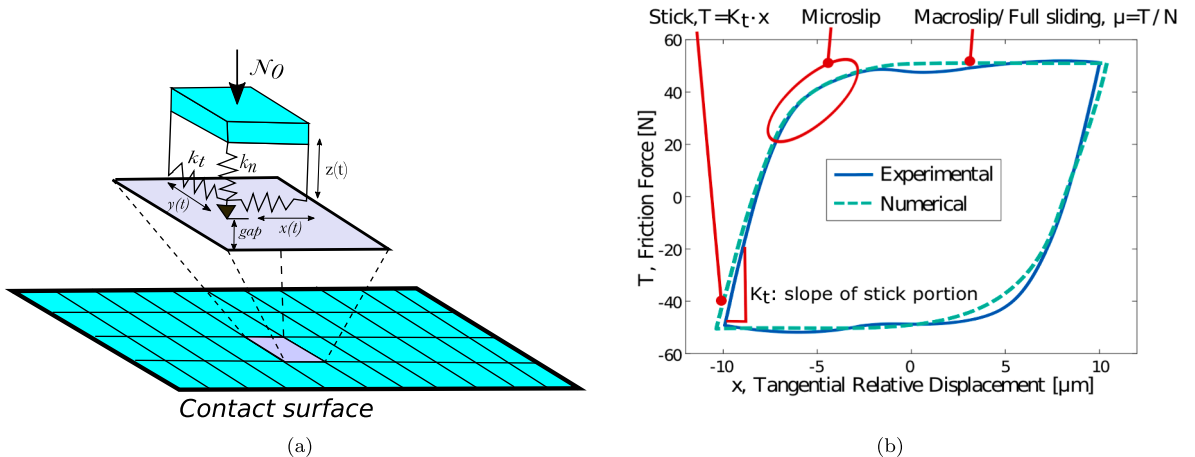 𝒩0
kt
kn
z(t)
y(t)
x(t)
gap
Contact surface
(a)
Stick,T=Kt·x
Microslip
Macroslip/Full sliding, μ=T/N
60
40
20
0
-20
-40
-60
T, Friction Force [N]
Experimental
Numerical
Kt: slope of stick portion
-10
-5
0
5
10
x, Tangential Relative Displacement [μm]
(b)